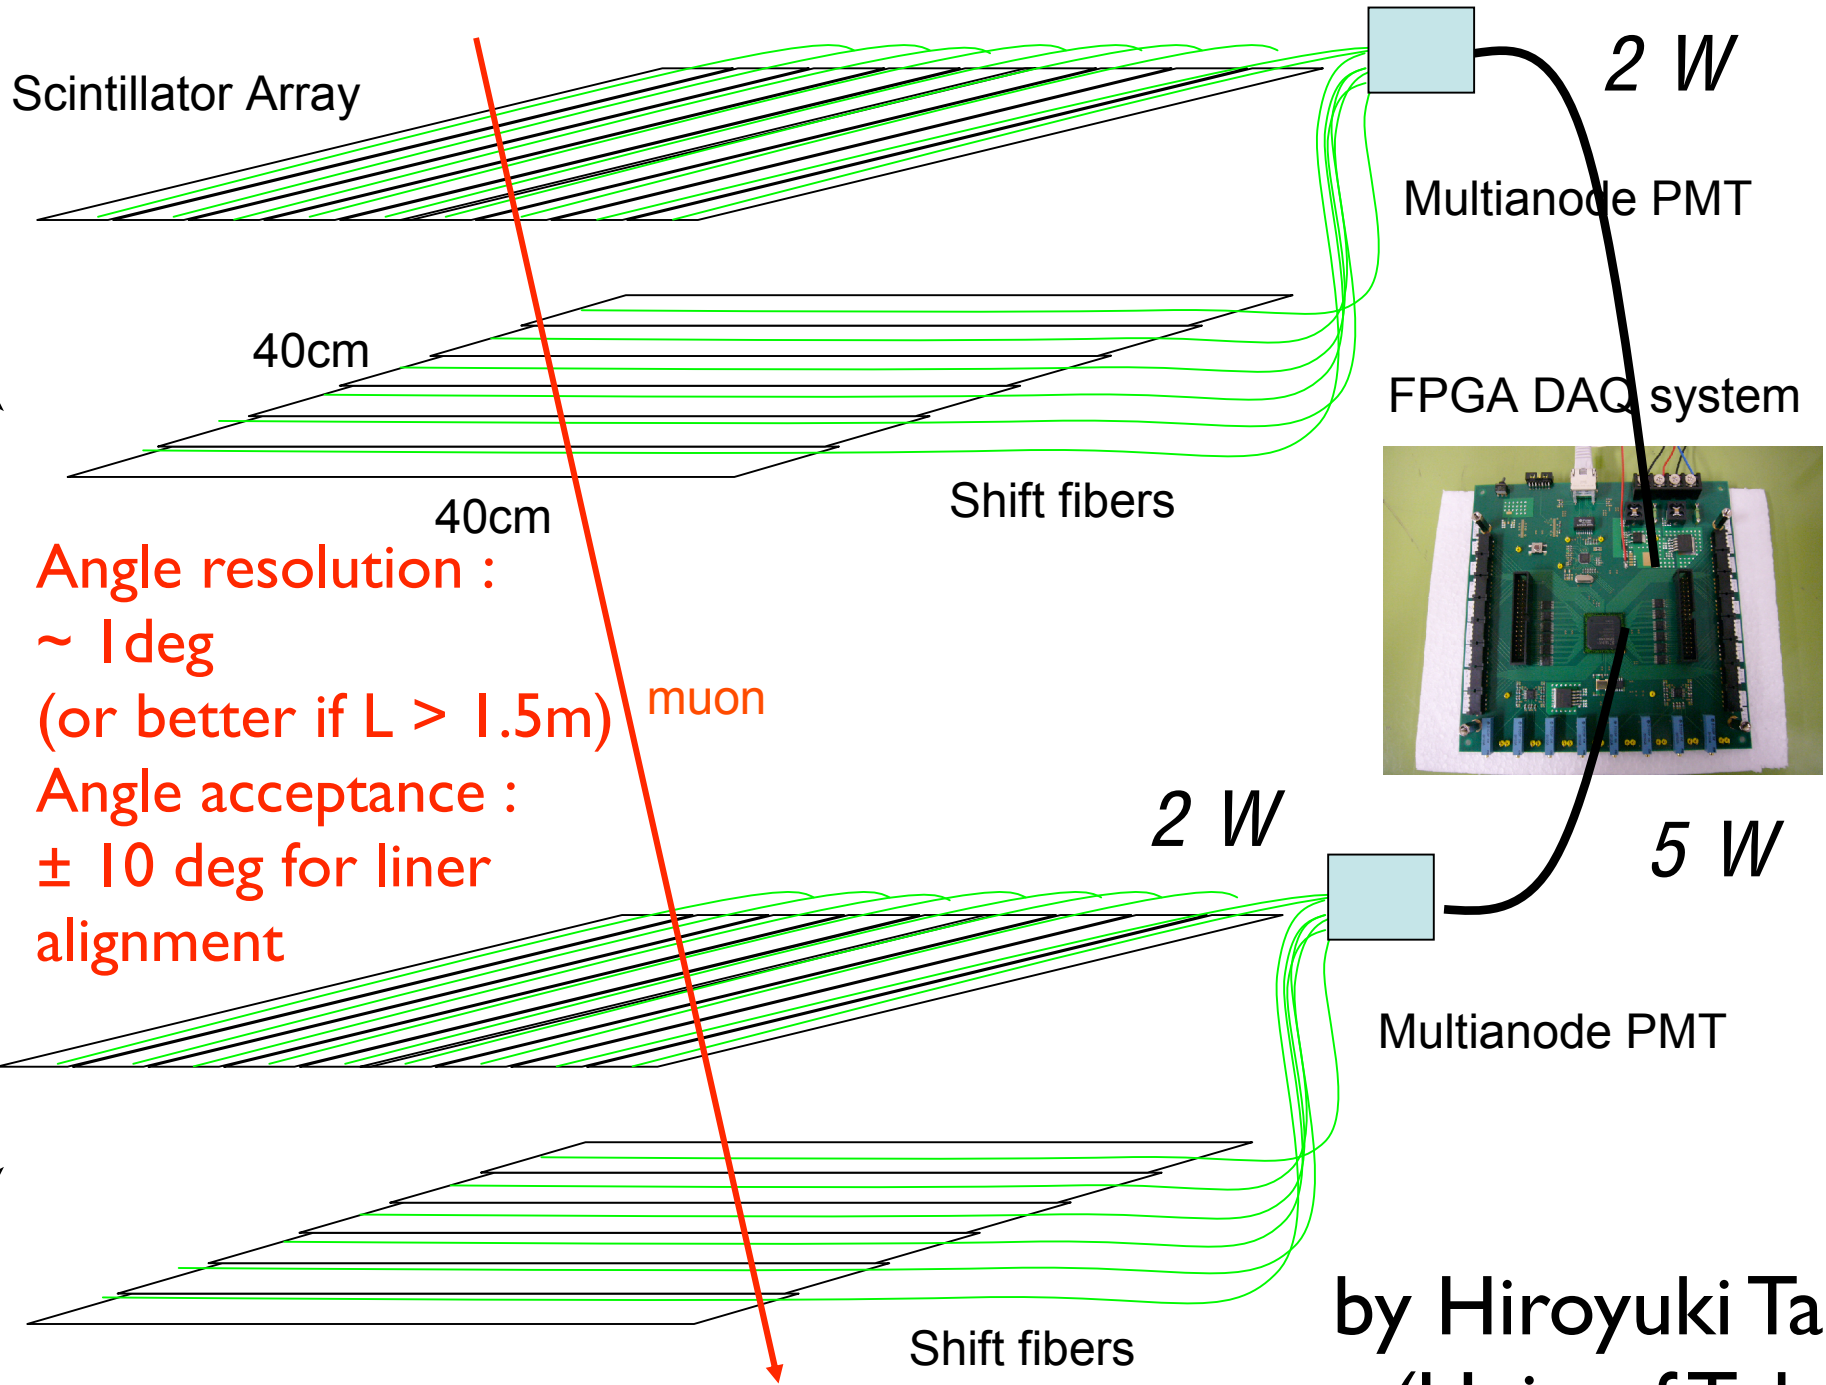 2 W
Scintillator Array
Multianode PMT
40cm
FPGA DAQ system
40cm
Shift fibers
Angle resolution :
~ 1deg
(or better if L > 1.5m)
muon
Angle acceptance :
± 10 deg for liner
alignment
2 W
5 W
Multianode PMT
by Hiroyuki Ta
Shift fibers